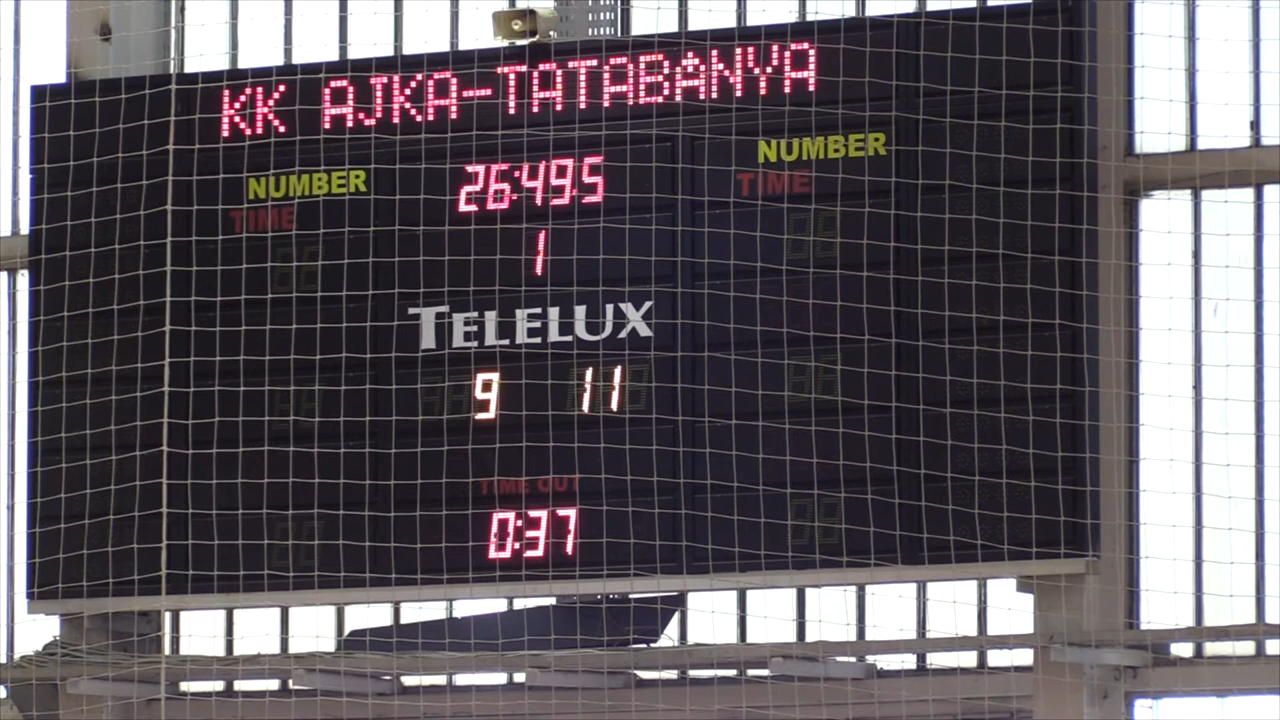 KK AJKA-TATABANYA
NUMBER
TIME
26:49.5
NUMBER
TIME
1
TELELUX
9 11
TIME OUT
0:37